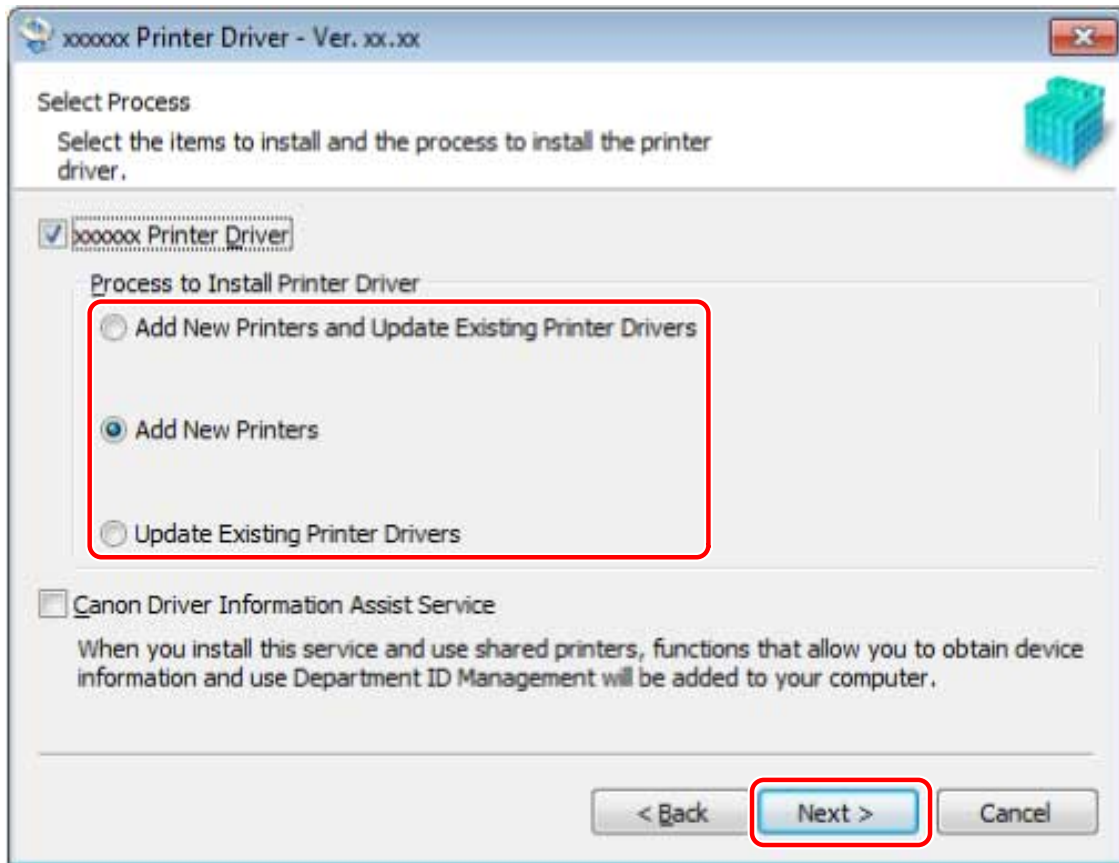 xxxxxx Printer Driver - Ver. xx.xx
Select Process
Select the items to install and the process to install the printer
driver.
xxxxxx Printer Driver
Process to Install Printer Driver
Add New Printers and Update Existing Printer Drivers
Add New Printers
Update Existing Printer Drivers
Canon Driver Information Assist Service
When you install this service and use shared printers, functions that allow you to obtain device
information and use Department ID Management will be added to your computer.
< Back
Next >
Cancel